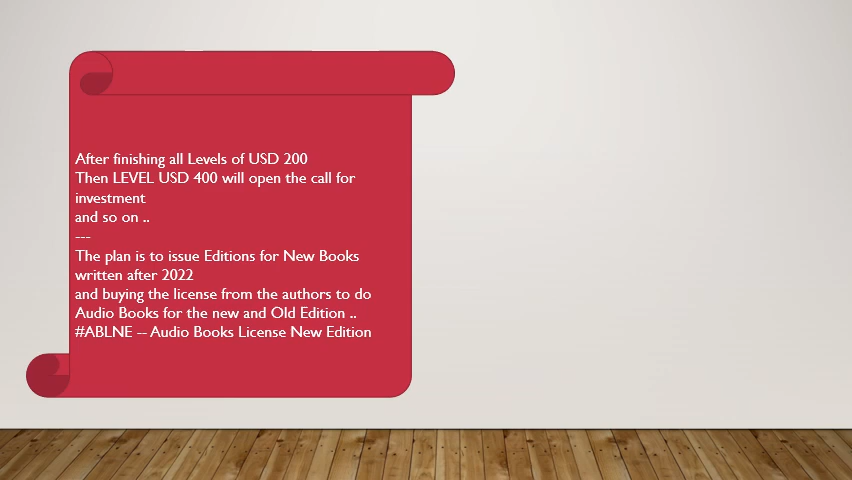 After finishing all Levels of USD 200
Then LEVEL USD 400 will open the call for
investment
and so on ..
---
The plan is to issue Editions for New Books
written after 2022
and buying the license from the authors to do
Audio Books for the new and Old Edition ..
#ABLNE -- Audio Books License New Edition